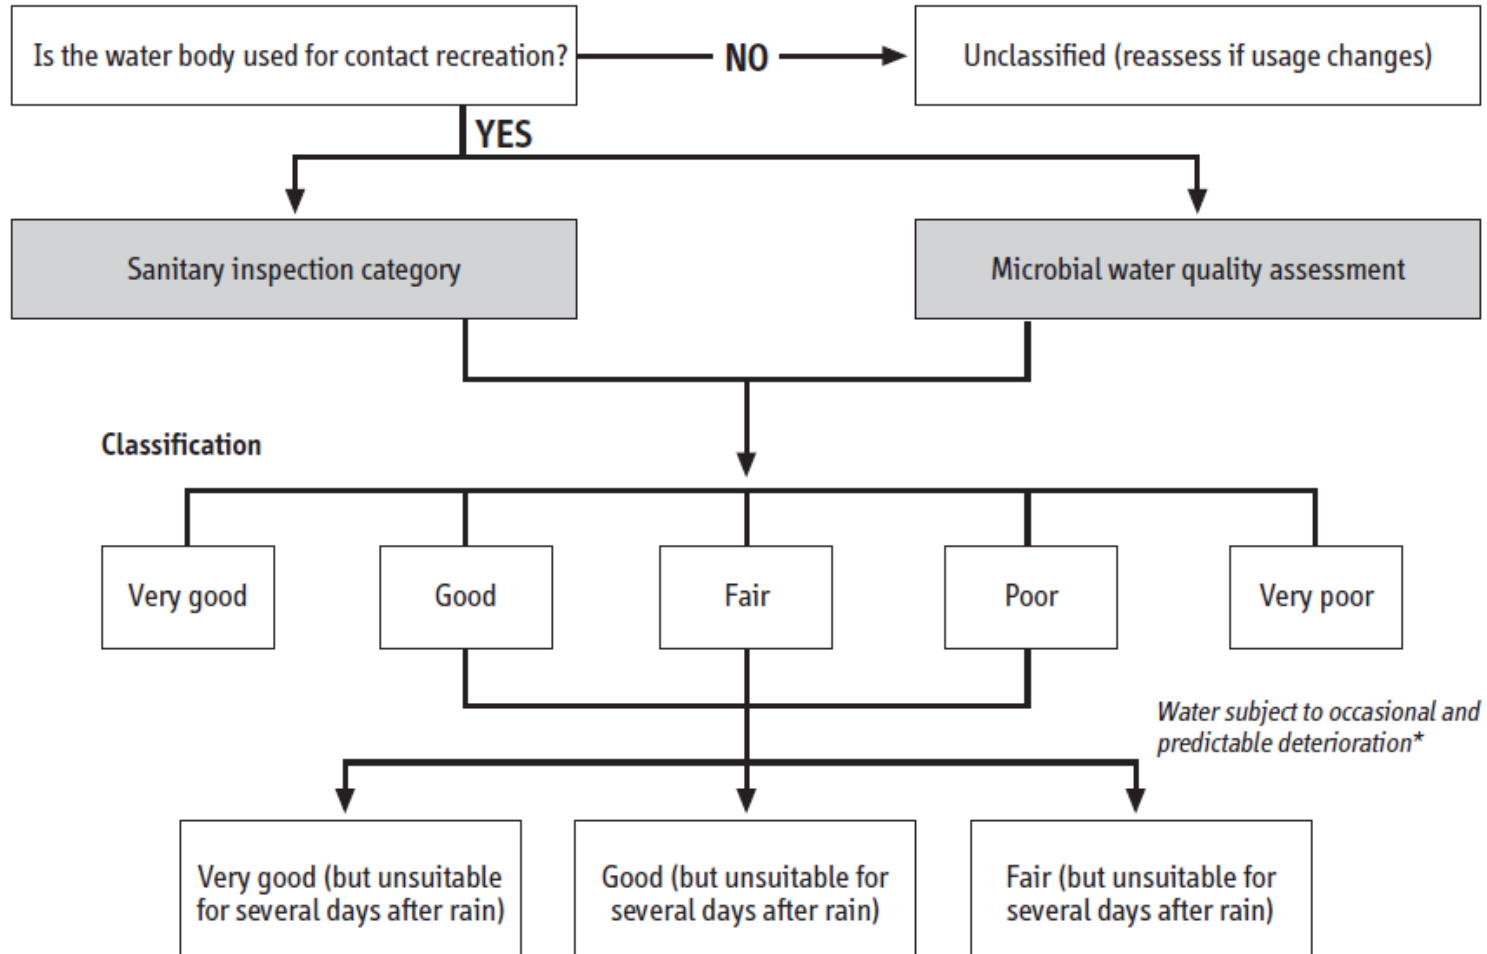 Is the water body used for contact recreation?
NO
Unclassified (reassess if usage changes)
YES
Sanitary inspection category
Microbial water quality assessment
Classification
Very good
Good
Fair
Poor
Very poor
Water subject to occasional and
predictable deterioration*
Very good (but unsuitable
for several days after rain)
Good (but unsuitable for
several days after rain)
Fair (but unsuitable for
several days after rain)